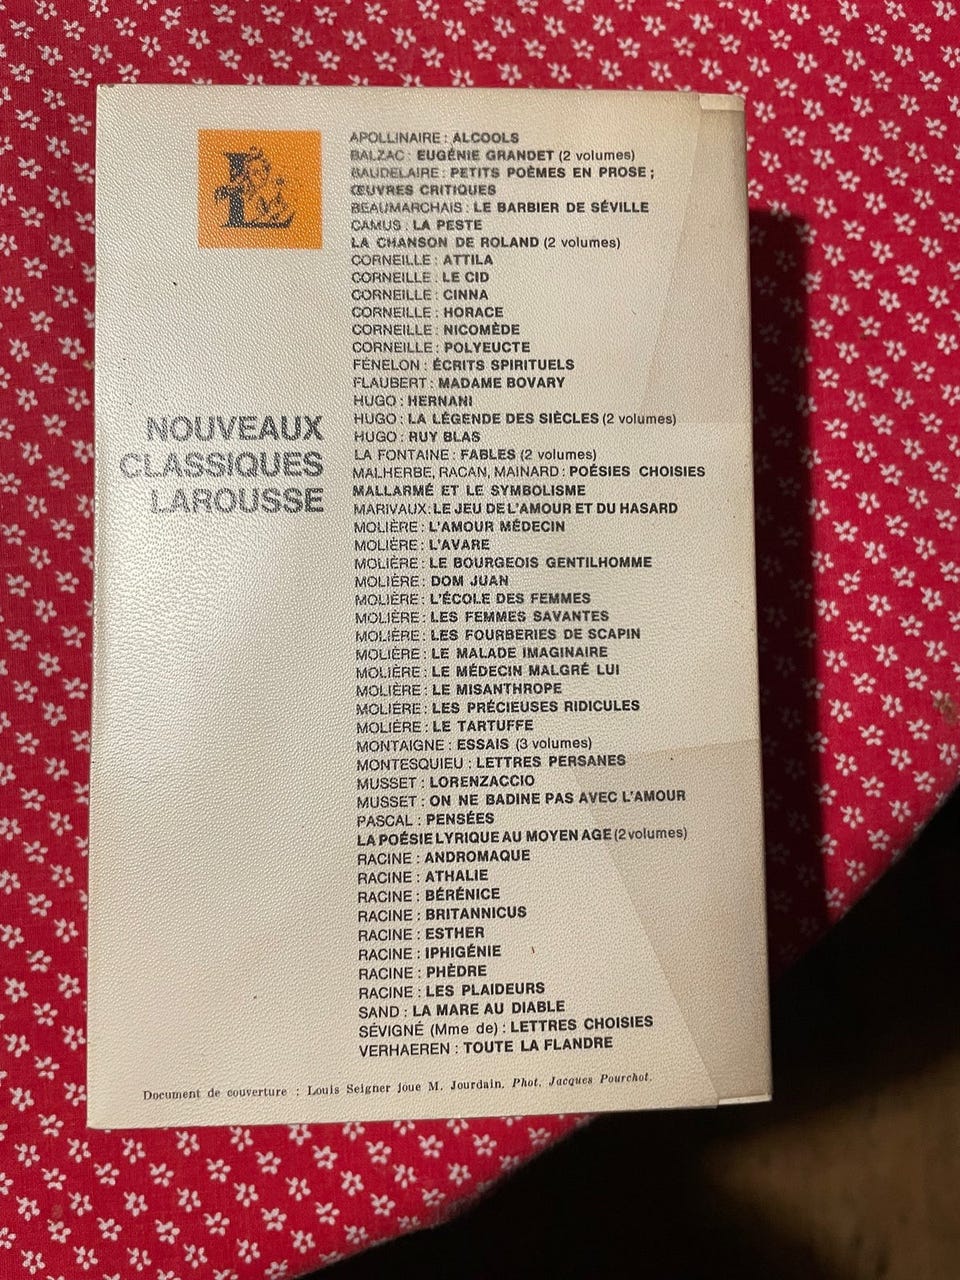 L
APOLLINAIRE : ALCOOLS
BALZAC : EUGÉNIE GRANDET (2 volumes)
BAUDELAIRE : PETITS POÈMES EN PROSE ;
ŒUVRES CRITIQUES
BEAUMARCHAIS : LE BARBIER DE SÉVILLE
CAMUS : LA PESTE
LA CHANSON DE ROLAND (2 volumes)
CORNEILLE : ATTILA
CORNEILLE : LE CID
CORNEILLE : CINNA
CORNEILLE : HORACE
CORNEILLE : NICOMÈDE
CORNEILLE : POLYEUCTE
FÉNELON : ÉCRITS SPIRITUELS
FLAUBERT : MADAME BOVARY
HUGO : HERNANI
HUGO : LA LÉGENDE DES SIÈCLES (2 volumes)
HUGO : RUY BLAS
LA FONTAINE : FABLES (2 volumes)
MALHERBE, RACAN, MAINARD : POÉSIES CHOISIES
MALLARMÉ ET LE SYMBOLISME
MARIVAUX : LE JEU DE L'AMOUR ET DU HASARD
MOLIÈRE : L'AMOUR MÉDECIN
MOLIÈRE : L'AVARE
MOLIÈRE : LE BOURGEOIS GENTILHOMME
MOLIÈRE : DOM JUAN
MOLIÈRE : L'ÉCOLE DES FEMMES
MOLIÈRE : LES FEMMES SAVANTES
MOLIÈRE : LES FOURBERIES DE SCAPIN
MOLIÈRE : LE MALADE IMAGINAIRE
MOLIÈRE : LE MÉDECIN MALGRÉ LUI
MOLIÈRE : LE MISANTHROPE
MOLIÈRE : LES PRÉCIEUSES RIDICULES
MOLIÈRE : LE TARTUFFE
MONTAIGNE : ESSAIS (3 volumes)
MONTESQUIEU : LETTRES PERSANES
MUSSET : LORENZACCIO
MUSSET : ON NE BADINE PAS AVEC L'AMOUR
PASCAL : PENSÉES
LA POÉSIE LYRIQUE AU MOYEN AGE (2 volumes)
RACINE : ANDROMAQUE
RACINE : ATHALIE
RACINE : BÉRÉNICE
RACINE : BRITANNICUS
RACINE : ESTHER
RACINE : IPHIGÉNIE
RACINE : PHÈDRE
RACINE : LES PLAIDEURS
SAND : LA MARE AU DIABLE
SÉVIGNÉ (Mme de) : LETTRES CHOISIES
VERHAEREN : TOUTE LA FLANDRE
NOUVEAUX
CLASSIQUES
LAROUSSE
Document de couverture : Louis Seigner joue M. Jourdain. Phot. Jacques Pourchot.